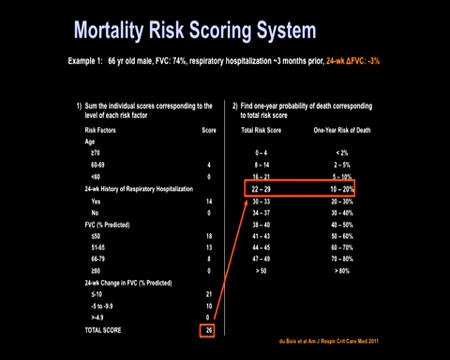 Mortality Risk Scoring System
Example 1: 66 yr old male, FVC: 74%, respiratory hospitalization ~3 months prior, 24-wk ΔFVC: -3%
1) Sum the individual scores corresponding to the level of each risk factor
Risk Factors Score
Age
≥70
60-69 4
<60 0
24-wk History of Respiratory Hospitalization
Yes 14
No 0
FVC (% Predicted)
≤50 18
51-65 13
66-79 8
≥80 0
24-wk Change in FVC (% Predicted)
≤-10 21
-5 to -9.9 10
>-4.9 0
TOTAL SCORE 26
2) Find one-year probability of death corresponding to total risk score
Total Risk Score One-Year Risk of Death
0 – 4 < 2%
8 – 14 2 – 5%
16 – 21 5 – 10%
22 – 29 10 – 20%
30 – 33 20 – 30%
34 – 37 30 – 40%
38 – 40 40 – 50%
41 – 43 50 – 60%
44 – 45 60 – 70%
47 – 49 70 – 80%
> 50 > 80%
du Bois et al Am J Respir Crit Care Med 2011